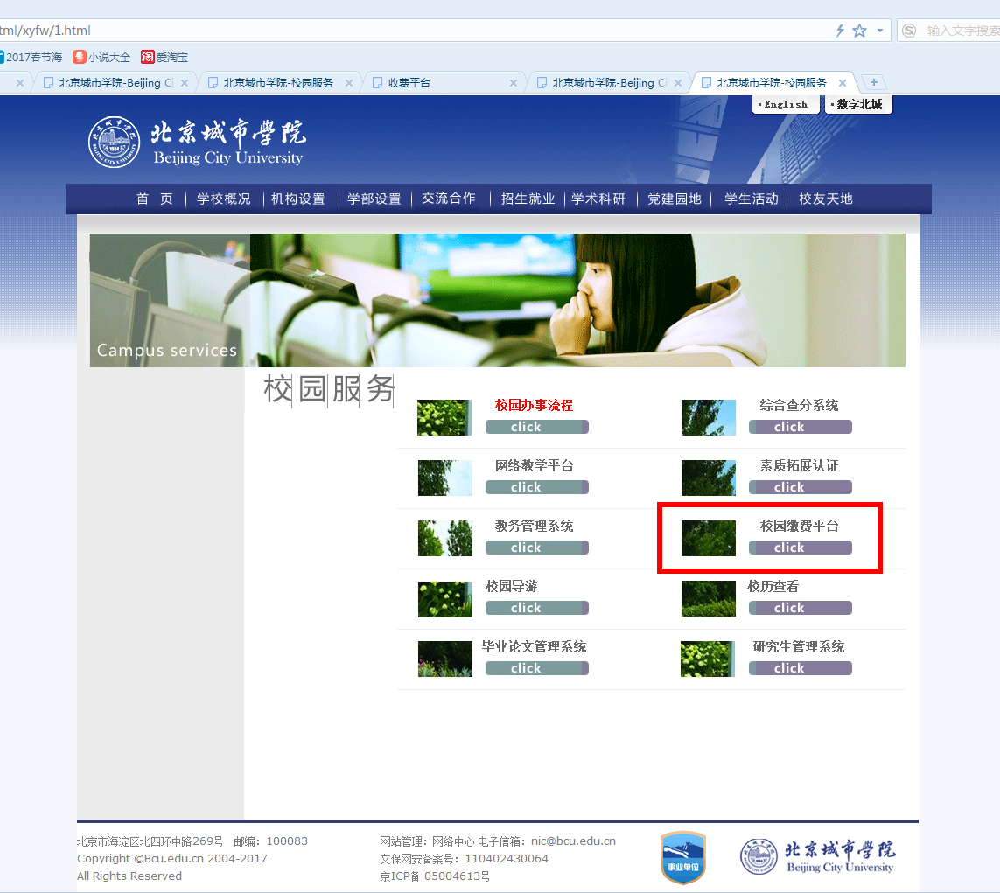 tml/xyfw/1.html
输入文字搜索
2017春节海 小说大全 淘 爱淘宝
北京城市学院-Beijing Ci 北京城市学院-校园服务 收费平台 北京城市学院-Beijing Ci 北京城市学院-校园服务
English 数字北城
北京城市學院
Beijing City University
首 页 学校概况 机构设置 学部设置 交流合作 招生就业 学术科研 党建园地 学生活动 校友天地
Campus services
校园服务
校园办事流程
click
综合查分系统
click
网络教学平台
click
素质拓展认证
click
教务管理系统
click
校园缴费平台
click
校园导游
click
校历查看
click
毕业论文管理系统
click
研究生管理系统
click
北京市海淀区北四环中路269号 邮编：100083
Copyright ©Bcu.edu.cn 2004-2017
All Rights Reserved
网站管理：网络中心 电子信箱：nic@bcu.edu.cn
文保网安备案号：110402430064
京ICP备 05004613号
事业单位
北京城市學院
Beijing City University